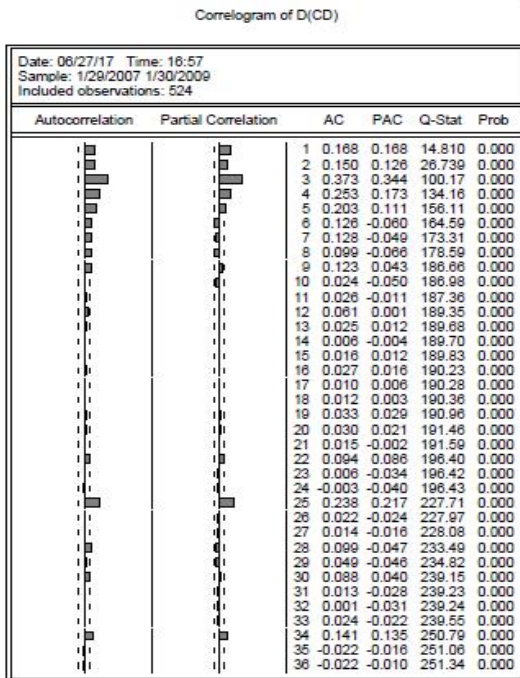 Correlogram of D(CD)
Date: 06/27/17 Time: 16:57
Sample: 1/29/2007 1/30/2009
Included observations: 524
Autocorrelation Partial Correlation AC PAC Q-Stat Prob
1 0.168 0.168 14.810 0.000
2 0.150 0.126 26.739 0.000
3 0.373 0.344 100.17 0.000
4 0.253 0.173 134.16 0.000
5 0.203 0.111 156.11 0.000
6 0.126 -0.060 164.59 0.000
7 0.128 -0.049 173.31 0.000
8 0.099 -0.066 178.59 0.000
9 0.123 0.043 186.66 0.000
10 0.024 -0.050 186.98 0.000
11 0.026 -0.011 187.36 0.000
12 0.061 0.001 189.35 0.000
13 0.025 0.012 189.68 0.000
14 0.006 -0.004 189.70 0.000
15 0.016 0.012 189.83 0.000
16 0.027 0.016 190.23 0.000
17 0.010 0.006 190.28 0.000
18 0.012 0.003 190.36 0.000
19 0.033 0.029 190.96 0.000
20 0.030 0.021 191.46 0.000
21 0.015 -0.002 191.59 0.000
22 0.094 0.086 196.40 0.000
23 0.006 -0.034 196.42 0.000
24 -0.003 -0.040 196.43 0.000
25 0.238 0.217 227.71 0.000
26 0.022 -0.024 227.97 0.000
27 0.014 -0.016 228.08 0.000
28 0.099 -0.047 233.49 0.000
29 0.049 -0.046 234.82 0.000
30 0.088 0.040 239.15 0.000
31 0.013 -0.028 239.23 0.000
32 0.001 -0.031 239.24 0.000
33 0.024 -0.022 239.55 0.000
34 0.141 0.135 250.79 0.000
35 -0.022 -0.016 251.06 0.000
36 -0.022 -0.010 251.34 0.000